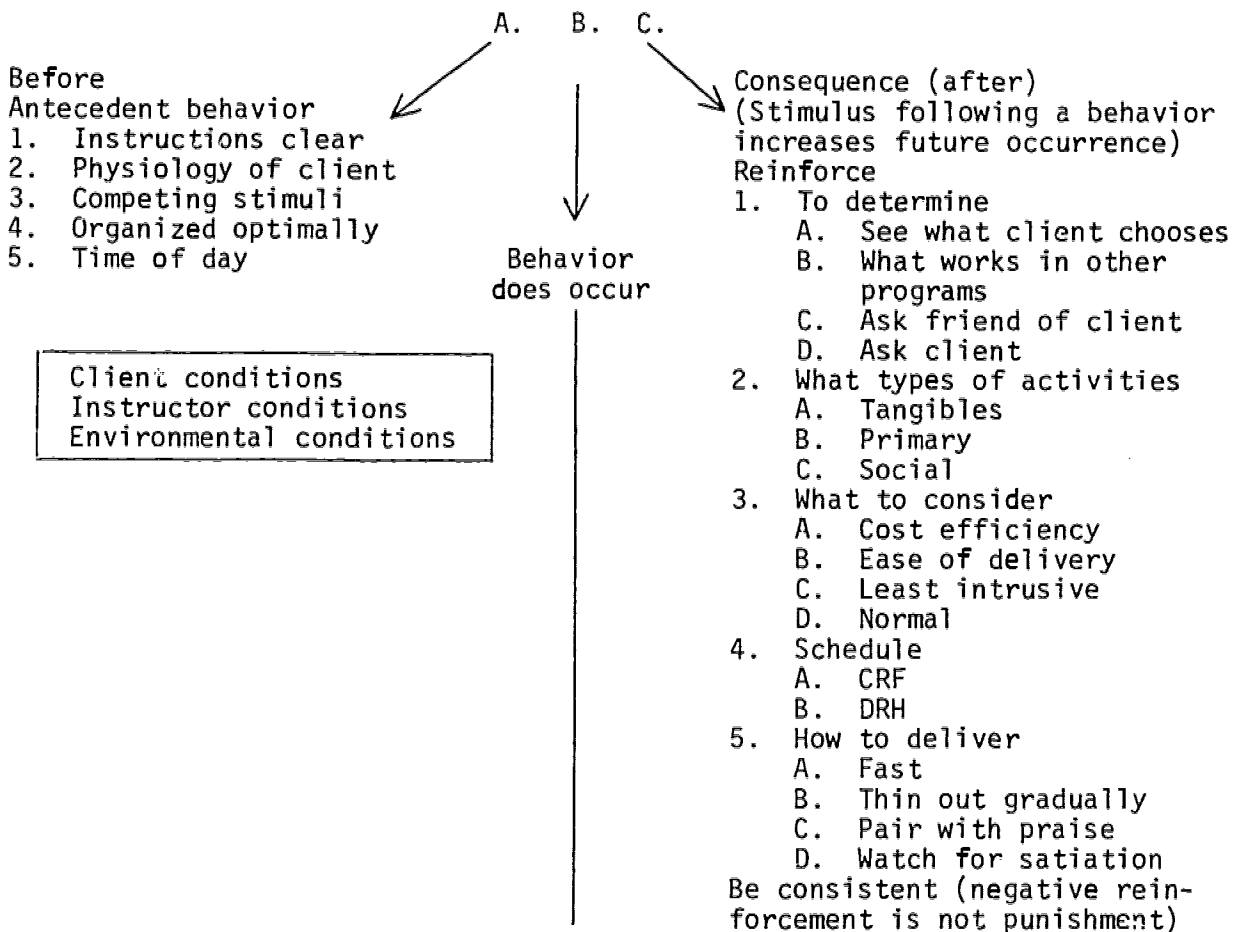 A. B. C.
Before
Antecedent behavior
1. Instructions clear
2. Physiology of client
3. Competing stimuli
4. Organized optimally
5. Time of day
Client conditions
Instructor conditions
Environmental conditions
Behavior
does occur
Consequence (after)
(Stimulus following a behavior
increases future occurrence)
Reinforce
1. To determine
A. See what client chooses
B. What works in other
programs
C. Ask friend of client
D. Ask client
2. What types of activities
A. Tangibles
B. Primary
C. Social
3. What to consider
A. Cost efficiency
B. Ease of delivery
C. Least intrusive
D. Normal
4. Schedule
A. CRF
B. DRH
5. How to deliver
A. Fast
B. Thin out gradually
C. Pair with praise
D. Watch for satiation
Be consistent (negative rein-
forcement is not punishment)